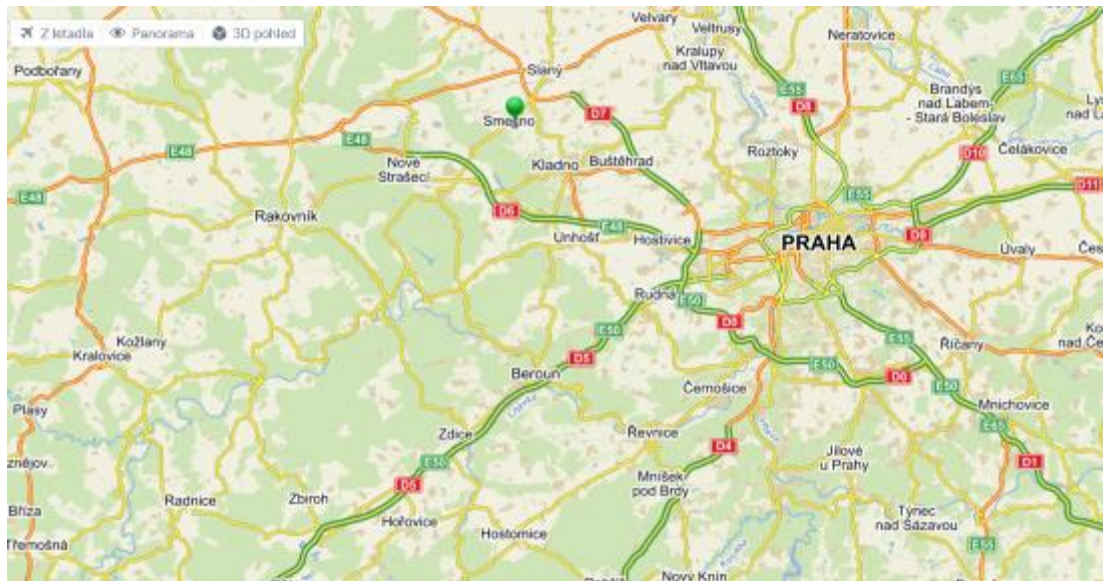 Z letadla Panorama 3D pohled
Velvary
Veltrusy
Neratovice
Kralupy
nad Vltavou
E55
E65
Podbořany
Slaný
Brandýs
nad Labem-
- Stará Boleslav
D8
D7
Smečno
E48
Nové
Strašecí
Kladno
Buštěhrad
Roztoky
D10
Čelákovice
E48
D11
E55
Rakovník
D6
E48
Unhošť
Hostivice
PRAHA
D0
Úvaly
Rudná
E50
D0
Kožlany
Kralovice
E50
D5
Beroun
E55
Říčany
Černošice
E50
D0
E50
Plasy
Mnichovice
Zdice
Řevnice
E65
D4
E50
D5
Mníšek
pod Brdy
Jílové
u Prahy
D1
Radnice
Zbiroh
Hořovice
Hostomice
Týnec
nad Sázavou
Bříza
Třemošná
E55
Nový Knín